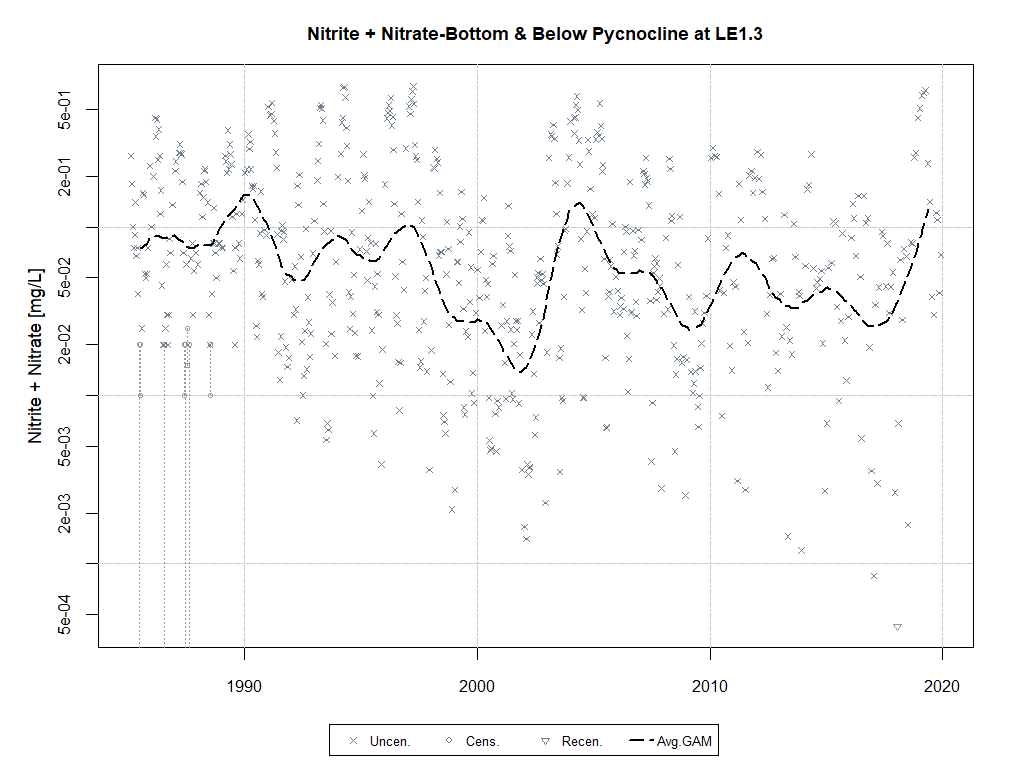 Nitrite + Nitrate-Bottom & Below Pycnocline at LE1.3
Nitrite + Nitrate [mg/L]
5e-01
2e-01
5e-02
2e-02
5e-03
2e-03
5e-04
1990 2000 2010 2020
Uncen. Cens. Recen. Avg.GAM